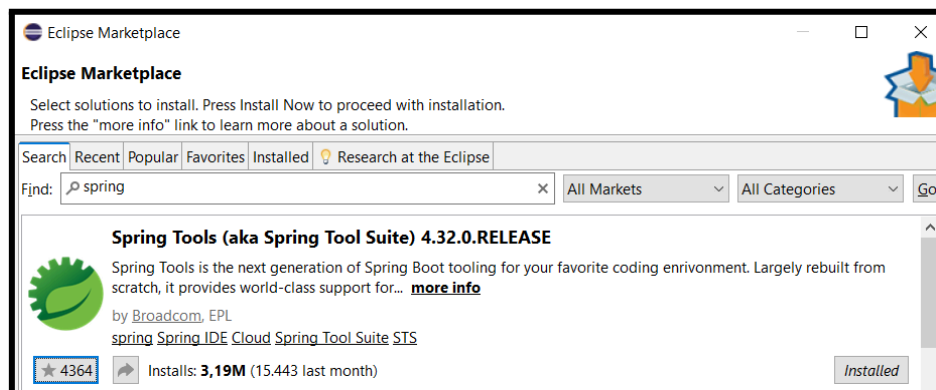 Eclipse Marketplace
Eclipse Marketplace
Select solutions to install. Press Install Now to proceed with installation.
Press the "more info" link to learn more about a solution.
Search Recent Popular Favorites Installed Research at the Eclipse
Find: spring All Markets All Categories Go
Spring Tools (aka Spring Tool Suite) 4.32.0.RELEASE
Spring Tools is the next generation of Spring Boot tooling for your favorite coding enrivonment. Largely rebuilt from
scratch, it provides world-class support for... more info
by Broadcom, EPL
spring Spring IDE Cloud Spring Tool Suite STS
4364 Installs: 3,19M (15.443 last month) Installed